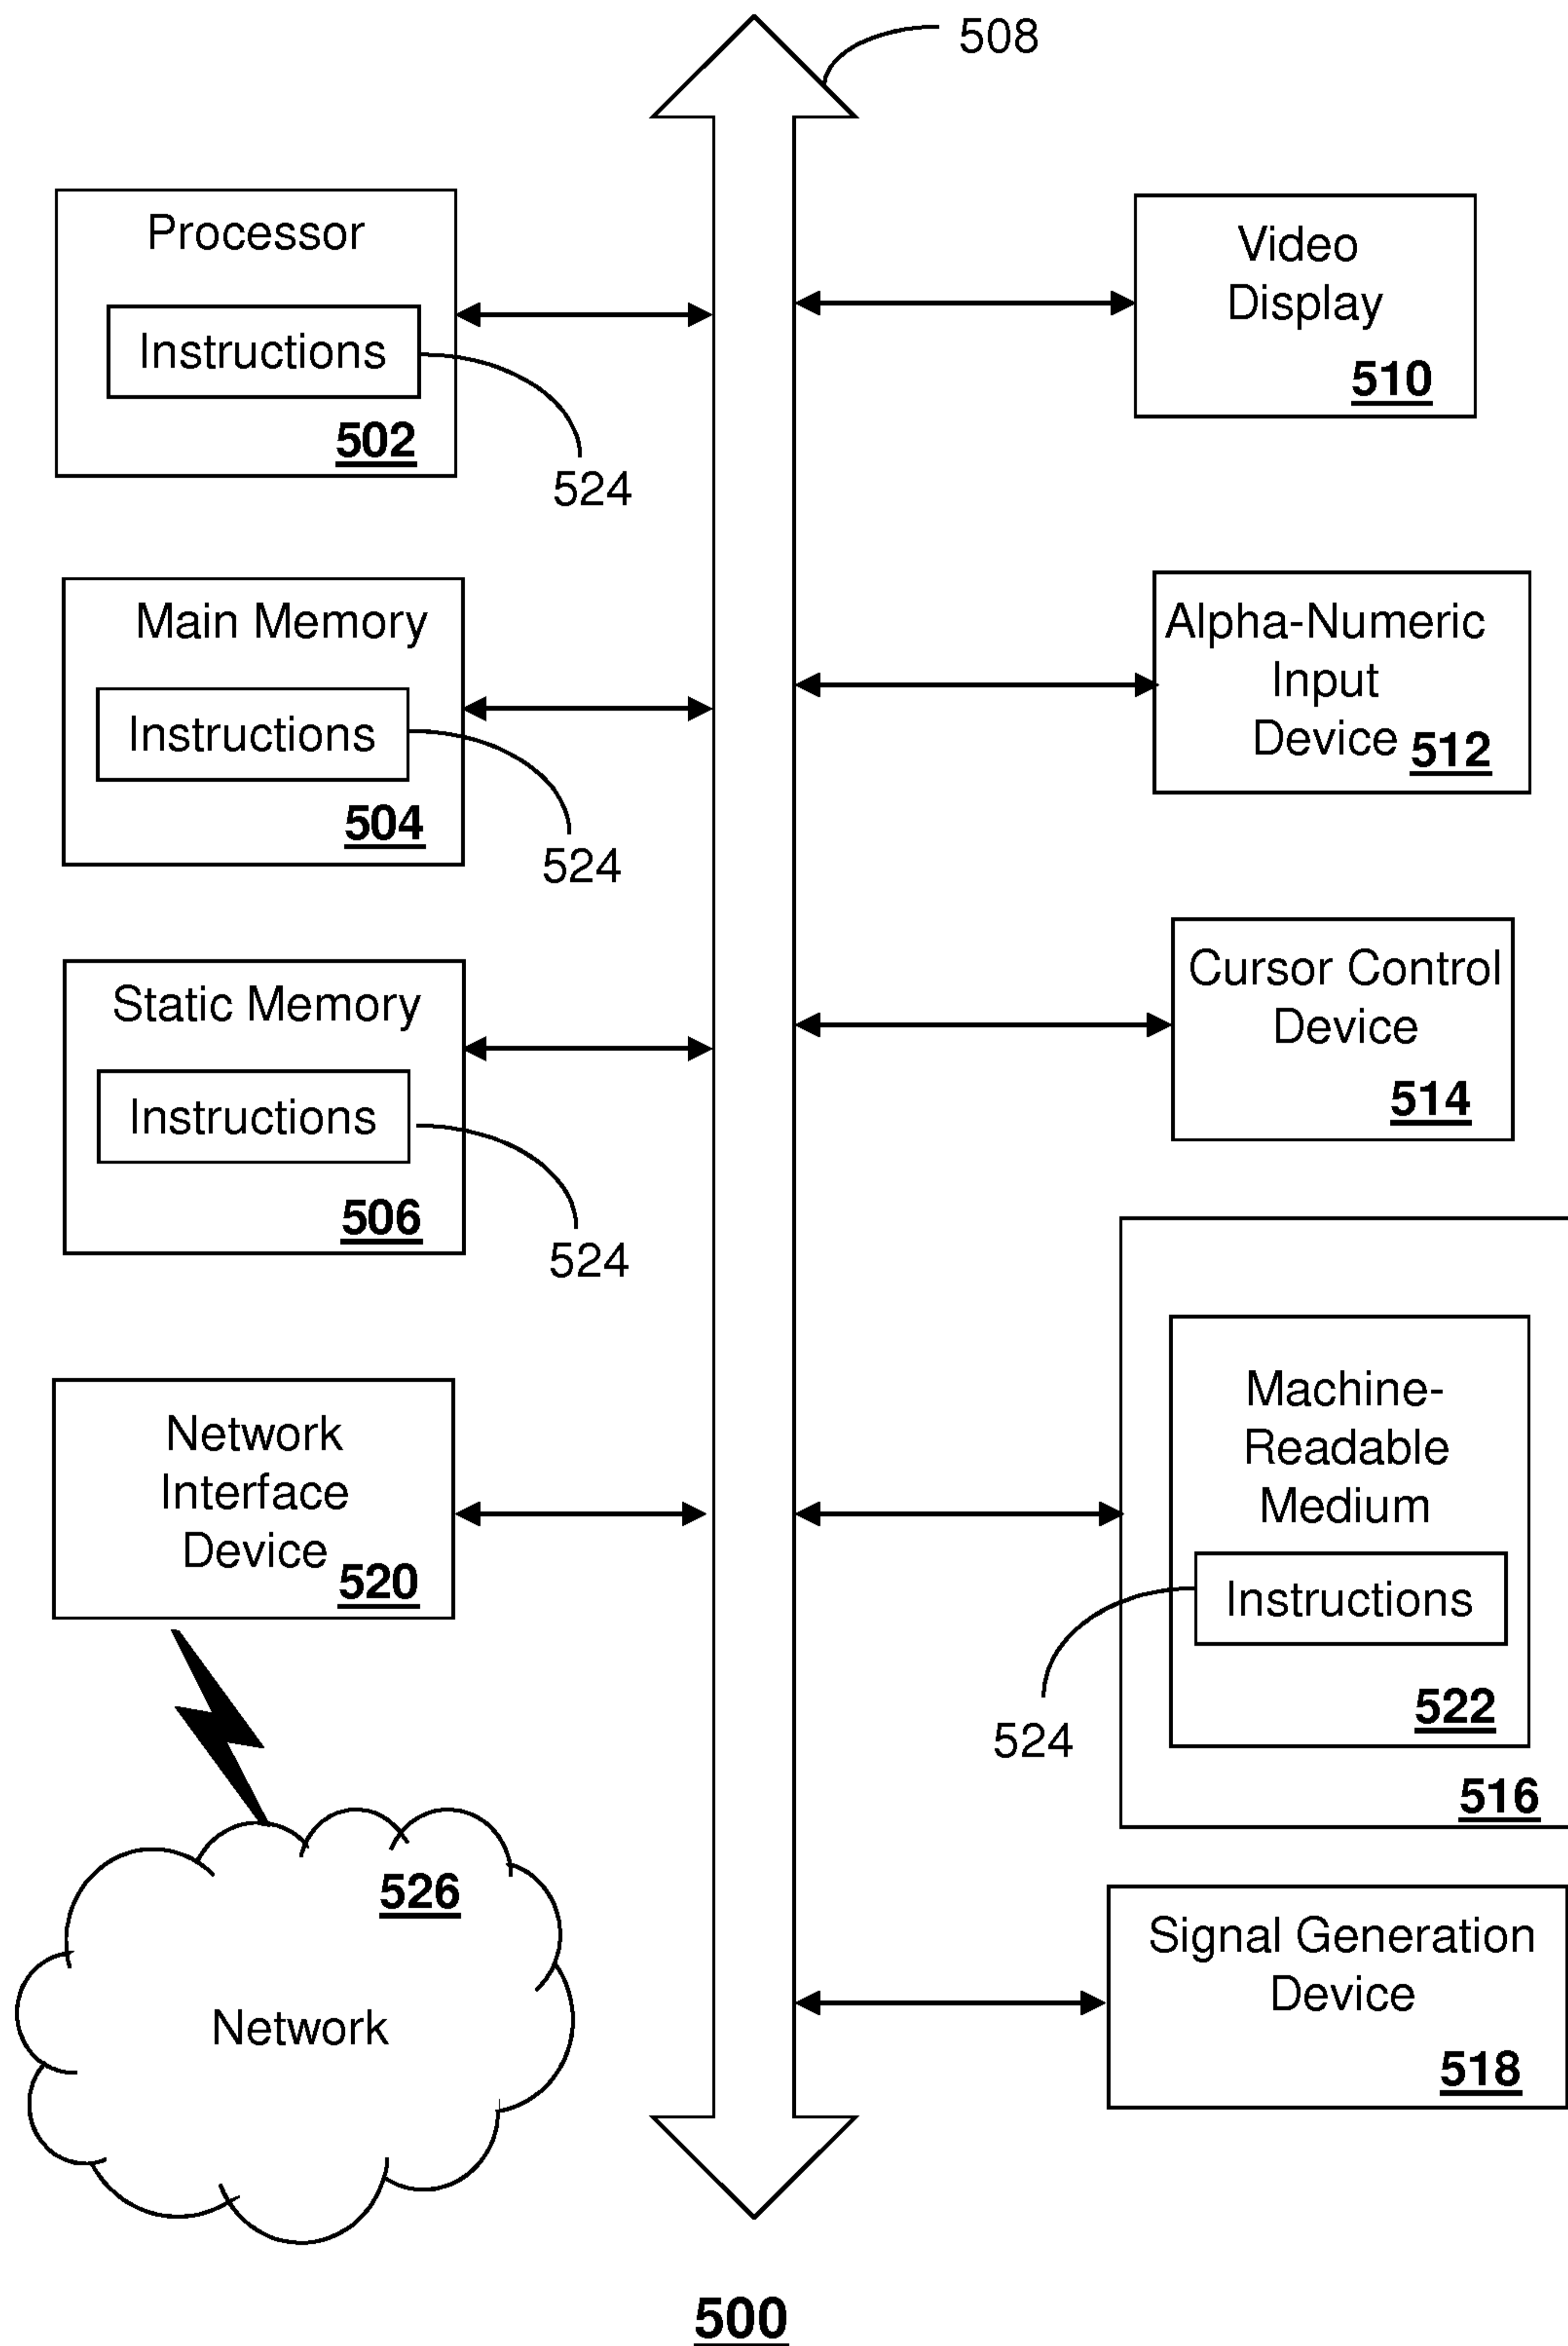 508
Processor
Instructions
502
524
Main Memory
Instructions
504
524
Static Memory
Instructions
506
524
Network
Interface
Device
520
526
Network
Video
Display
510
Alpha-Numeric
Input
Device 512
Cursor Control
Device
514
Machine-
Readable
Medium
Instructions
522
524
516
Signal Generation
Device
518
500